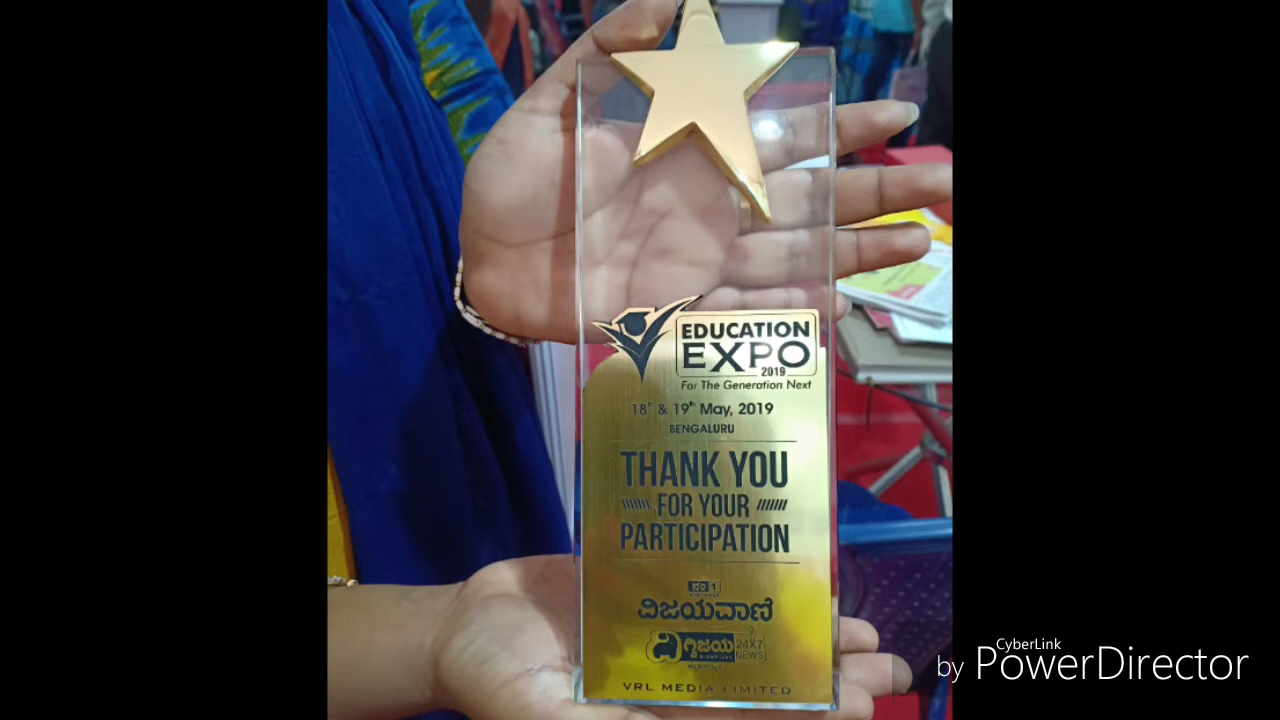 EDUCATION
EXPO
2019
For The Generation Next
18th & 19th May, 2019
BENGALURU
THANK YOU
FOR YOUR
PARTICIPATION
ನಂ 1
ವಿಜಯವಾಣಿ
ದಿಗ್ವಿಜಯ 24X7
NEWS
VRL MEDIA LIMITED
CyberLink
by PowerDirector